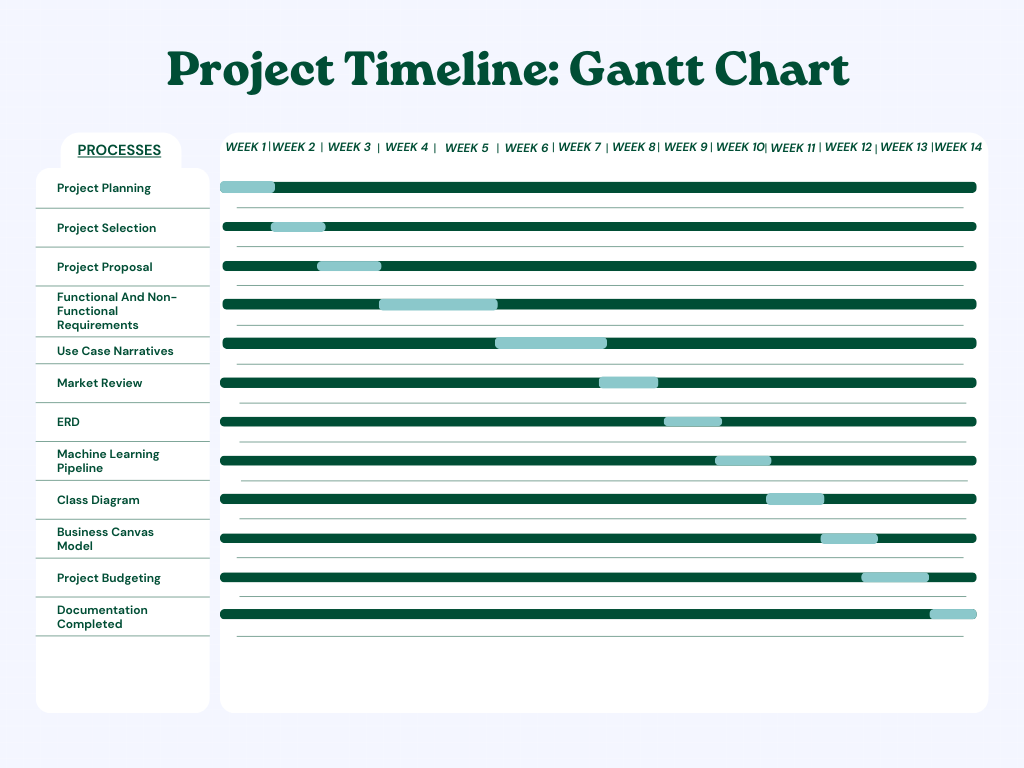 Project Timeline: Gantt Chart
PROCESSES
WEEK 1 | WEEK 2 | WEEK 3 | WEEK 4 | WEEK 5 | WEEK 6 | WEEK 7 | WEEK 8 | WEEK 9 | WEEK 10 | WEEK 11 | WEEK 12 | WEEK 13 | WEEK 14
Project Planning
Project Selection
Project Proposal
Functional And Non-
Functional
Requirements
Use Case Narratives
Market Review
ERD
Machine Learning
Pipeline
Class Diagram
Business Canvas
Model
Project Budgeting
Documentation
Completed